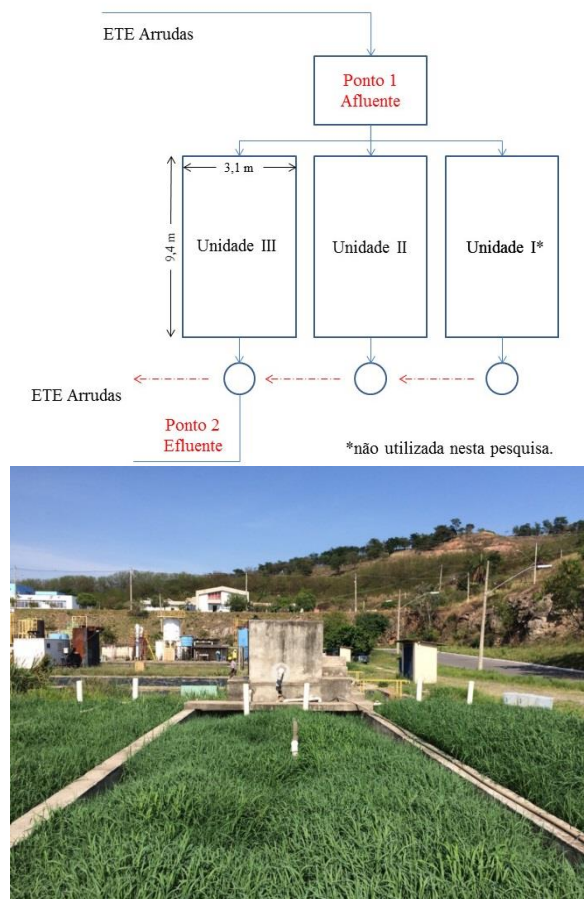 ETE Arrudas
Ponto 1
Afluente
3,1 m
9,4 m
Unidade III
Unidade II
Unidade I*
ETE Arrudas
Ponto 2
Efluente
*não utilizada nesta pesquisa.